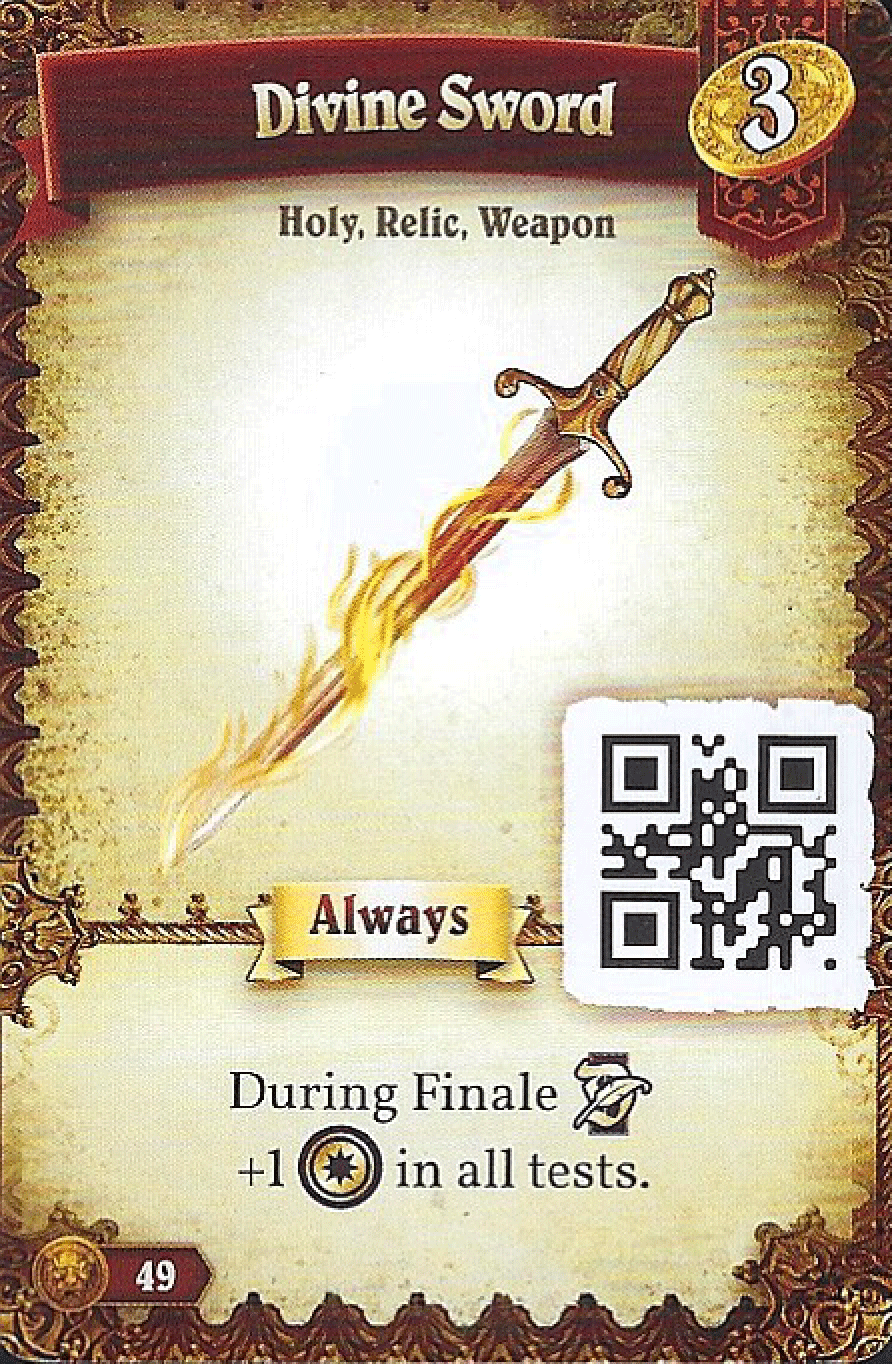 Divine Sword
3
Holy, Relic, Weapon
Always
During Finale
+1 in all tests.
49